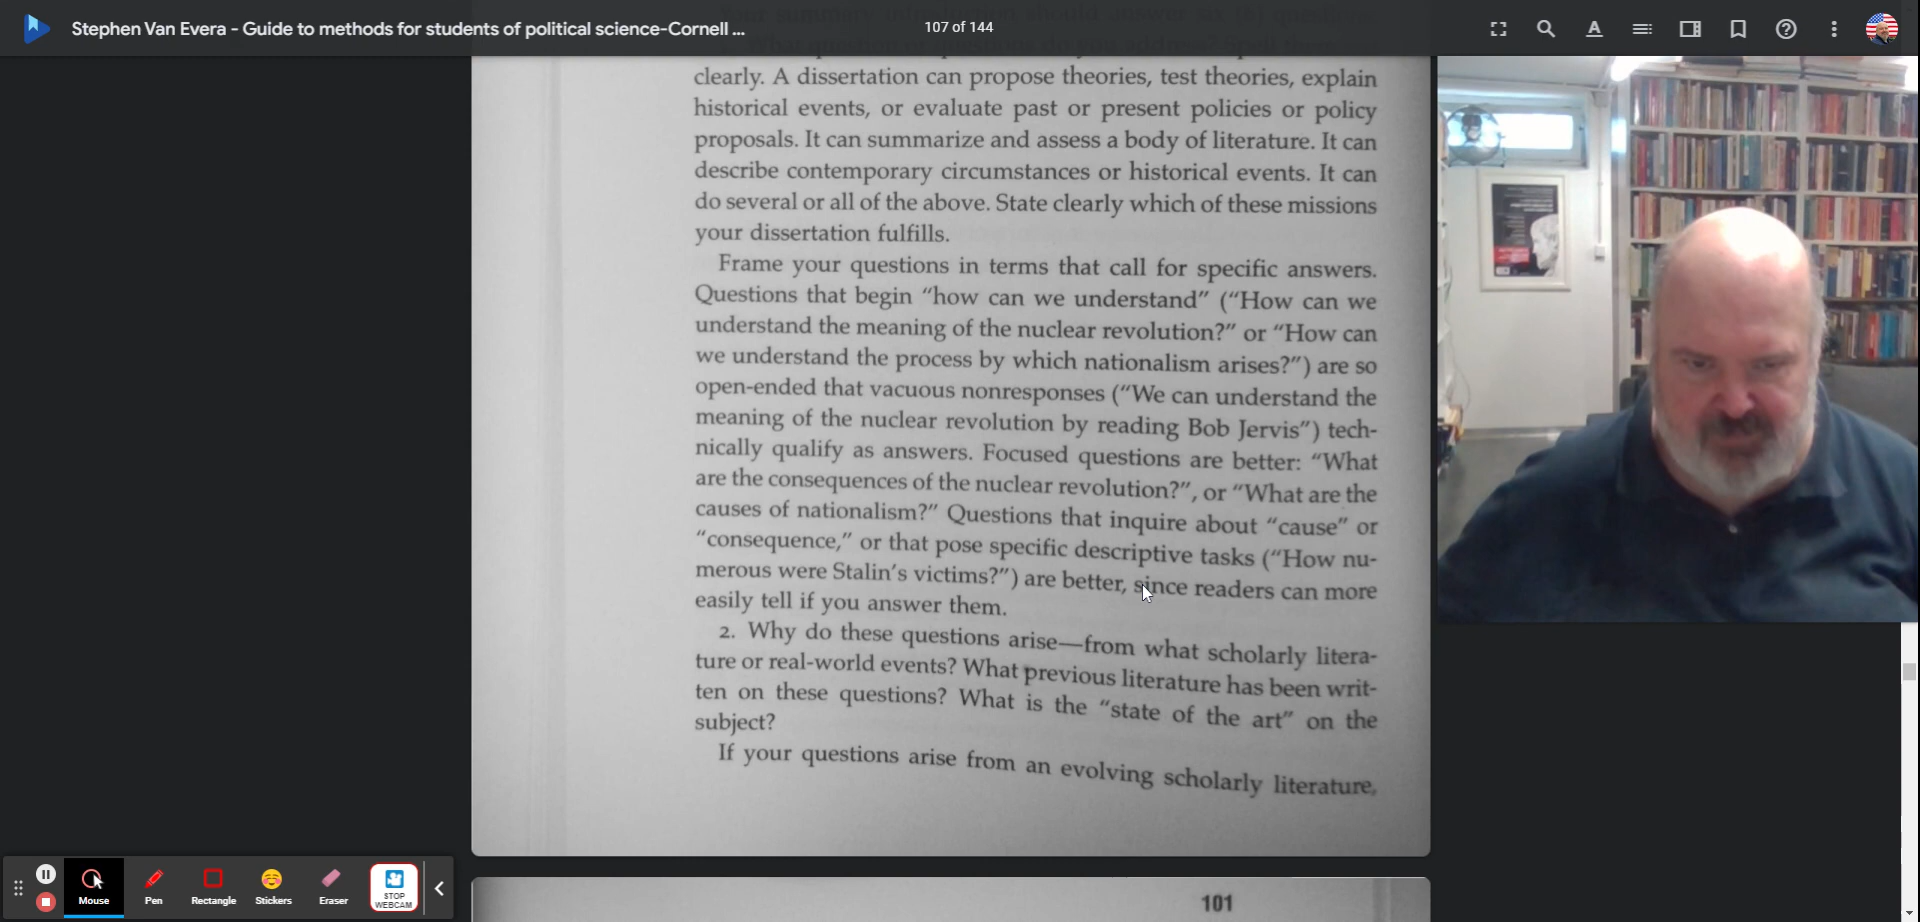 Stephen Van Evera - Guide to methods for students of political science-Cornell ...
107 of 144
clearly. A dissertation can propose theories, test theories, explain
historical events, or evaluate past or present policies or policy
proposals. It can summarize and assess a body of literature. It can
describe contemporary circumstances or historical events. It can
do several or all of the above. State clearly which of these missions
your dissertation fulfills.
Frame your questions in terms that call for specific answers.
Questions that begin “how can we understand” (“How can we
understand the meaning of the nuclear revolution?” or “How can
we understand the process by which nationalism arises?”) are so
open-ended that vacuous nonresponses (“We can understand the
meaning of the nuclear revolution by reading Bob Jervis”) tech-
nically qualify as answers. Focused questions are better: “What
are the consequences of the nuclear revolution?”, or “What are the
causes of nationalism?” Questions that inquire about “cause” or
“consequence,” or that pose specific descriptive tasks (“How nu-
merous were Stalin’s victims?”) are better, since readers can more
easily tell if you answer them.
2. Why do these questions arise—from what scholarly litera-
ture or real-world events? What previous literature has been writ-
ten on these questions? What is the “state of the art” on the
subject?
If your questions arise from an evolving scholarly literature,
101
Mouse
Pen
Rectangle
Stickers
Eraser
STOP
WEBCAM